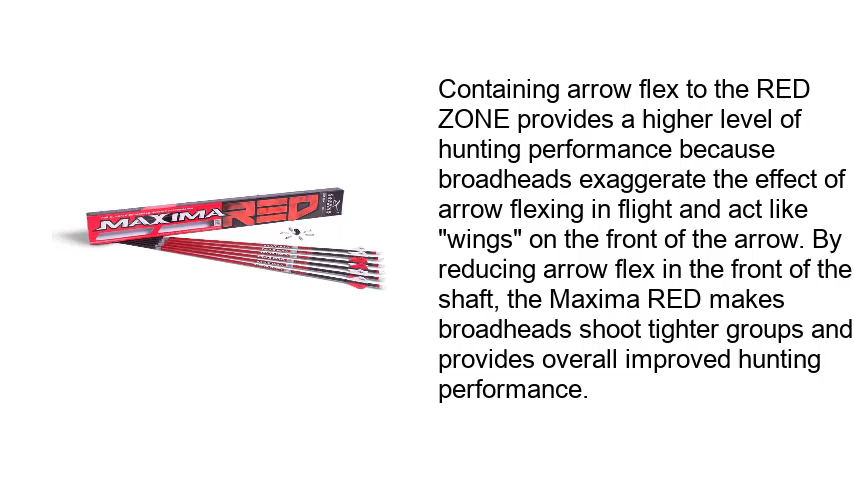 MAXIMA RED
Containing arrow flex to the RED
ZONE provides a higher level of
hunting performance because
broadheads exaggerate the effect of
arrow flexing in flight and act like
"wings" on the front of the arrow. By
reducing arrow flex in the front of the
shaft, the Maxima RED makes
broadheads shoot tighter groups and
provides overall improved hunting
performance.